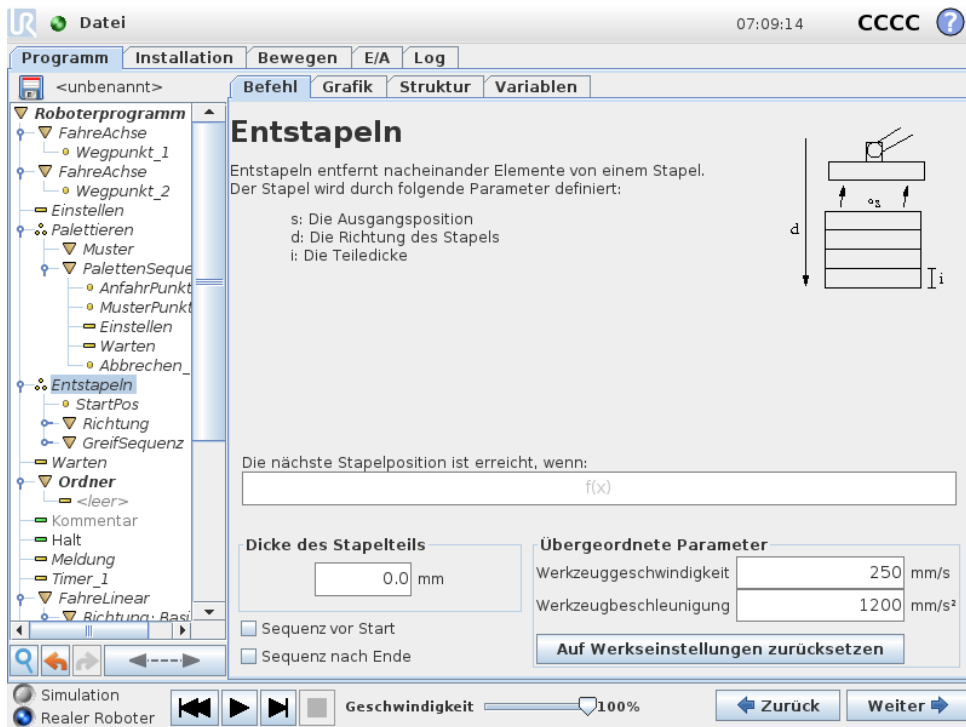 UR Datei 07:09:14 CCCC ?
Programm Installation Bewegen E/A Log
<unbenannt> Befehl Grafik Struktur Variablen
Roboterprogramm
FahreAchse
Wegpunkt_1
FahreAchse
Wegpunkt_2
Einstellen
Palettieren
Muster
PalettenSeque
AnfahrPunkt
MusterPunkt
Einstellen
Warten
Abbrechen_
Entstapeln
StartPos
Richtung
GreifSequenz
Warten
Ordner
<leer>
Kommentar
Halt
Meldung
Timer_1
FahreLinear
Richtung: Basi
Entstapeln
Entstapeln entfernt nacheinander Elemente von einem Stapel.
Der Stapel wird durch folgende Parameter definiert:
s: Die Ausgangsposition
d: Die Richtung des Stapels
i: Die Teiledicke
s
d
i
Die nächste Stapelposition ist erreicht, wenn:
f(x)
Dicke des Stapelteils
0.0 mm
Sequenz vor Start
Sequenz nach Ende
Übergeordnete Parameter
Werkzeuggeschwindigkeit 250 mm/s
Werkzeugbeschleunigung 1200 mm/s²
Auf Werkseinstellungen zurücksetzen
Simulation
Realer Roboter
Geschwindigkeit 100%
Zurück Weiter